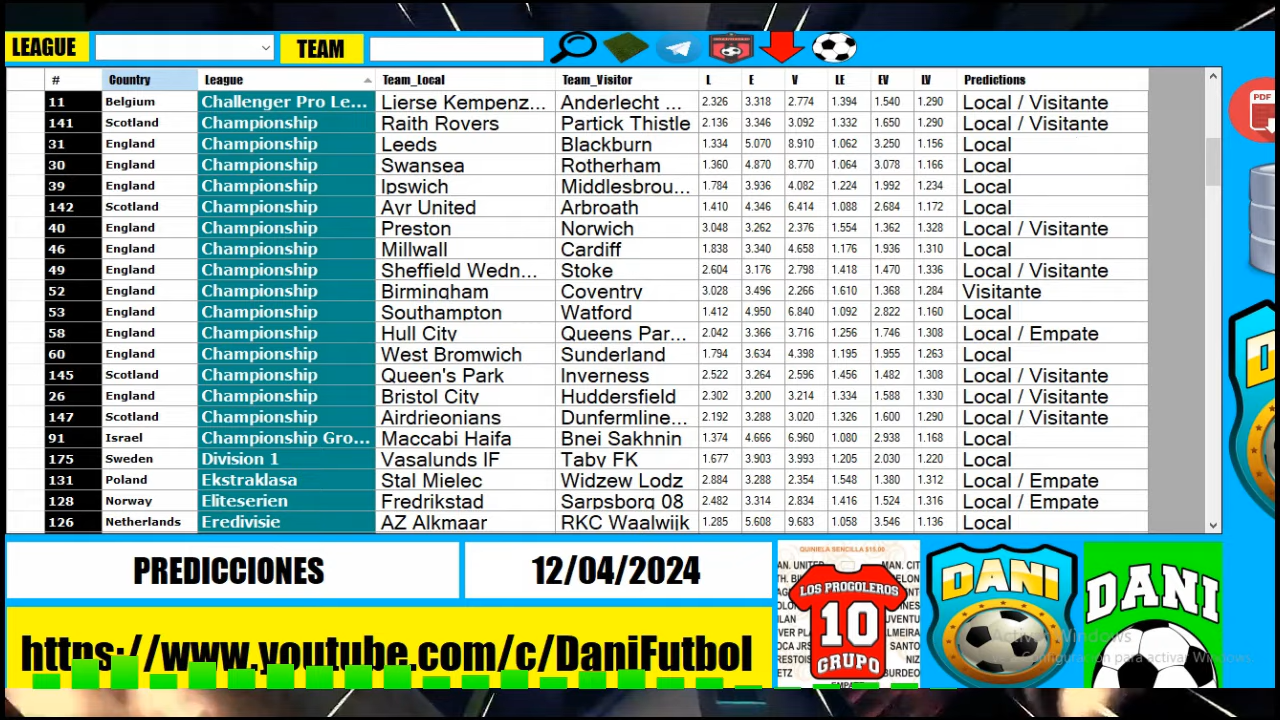 LEAGUE TEAM
# Country League Team_Local Team_Visitor L E V LE EV LV Predictions
11 Belgium Challenger Pro Le... Lierse Kempenz... Anderlecht ... 2.326 3.318 2.774 1.394 1.540 1.290 Local / Visitante
141 Scotland Championship Raith Rovers Partick Thistle 2.136 3.346 3.092 1.332 1.650 1.290 Local / Visitante
31 England Championship Leeds Blackburn 1.334 5.070 8.910 1.062 3.250 1.156 Local
30 England Championship Swansea Rotherham 1.360 4.870 8.770 1.064 3.078 1.166 Local
39 England Championship Ipswich Middlesbrou... 1.784 3.936 4.082 1.224 1.992 1.234 Local
142 Scotland Championship Ayr United Arbroath 1.410 4.346 6.414 1.088 2.684 1.172 Local
40 England Championship Preston Norwich 3.048 3.262 2.376 1.554 1.362 1.328 Local / Visitante
46 England Championship Millwall Cardiff 1.838 3.340 4.658 1.176 1.936 1.310 Local
49 England Championship Sheffield Wedn... Stoke 2.604 3.176 2.798 1.418 1.470 1.336 Local / Visitante
52 England Championship Birmingham Coventry 3.028 3.496 2.266 1.610 1.368 1.284 Visitante
53 England Championship Southampton Watford 1.412 4.950 6.840 1.092 2.822 1.160 Local
58 England Championship Hull City Queens Par... 2.042 3.366 3.716 1.256 1.746 1.318 Local / Empate
60 England Championship West Bromwich Sunderland 1.794 3.634 4.398 1.195 1.955 1.263 Local
145 Scotland Championship Queen's Park Inverness 2.522 3.264 2.596 1.456 1.482 1.308 Local / Visitante
26 England Championship Bristol City Huddersfield 2.302 3.200 3.214 1.334 1.588 1.330 Local / Visitante
147 Scotland Championship Airdrieonians Dunfermline... 2.192 3.288 3.020 1.326 1.600 1.290 Local / Visitante
91 Israel Championship Gro... Maccabi Haifa Bnei Sakhnin 1.374 4.666 6.960 1.080 2.938 1.168 Local
175 Sweden Division 1 Vasalunds IF Taby FK 1.677 3.903 3.993 1.205 2.030 1.220 Local
131 Poland Ekstraklasa Stal Mielec Widzew Lodz 2.884 3.288 2.354 1.548 1.380 1.312 Local / Empate
128 Norway Eliteserien Fredrikstad Sarpsborg 08 2.482 3.314 2.834 1.416 1.524 1.316 Local / Empate
126 Netherlands Eredivisie AZ Alkmaar RKC Waalwijk 1.285 5.608 9.683 1.058 3.546 1.136 Local
PDF
PREDICCIONES
12/04/2024
https://www.youtube.com/c/DaniFutbol
QUINIELA SENCILLA $15.00
LOS PROGOLEROS
10
GRUPO
DANI
DANI